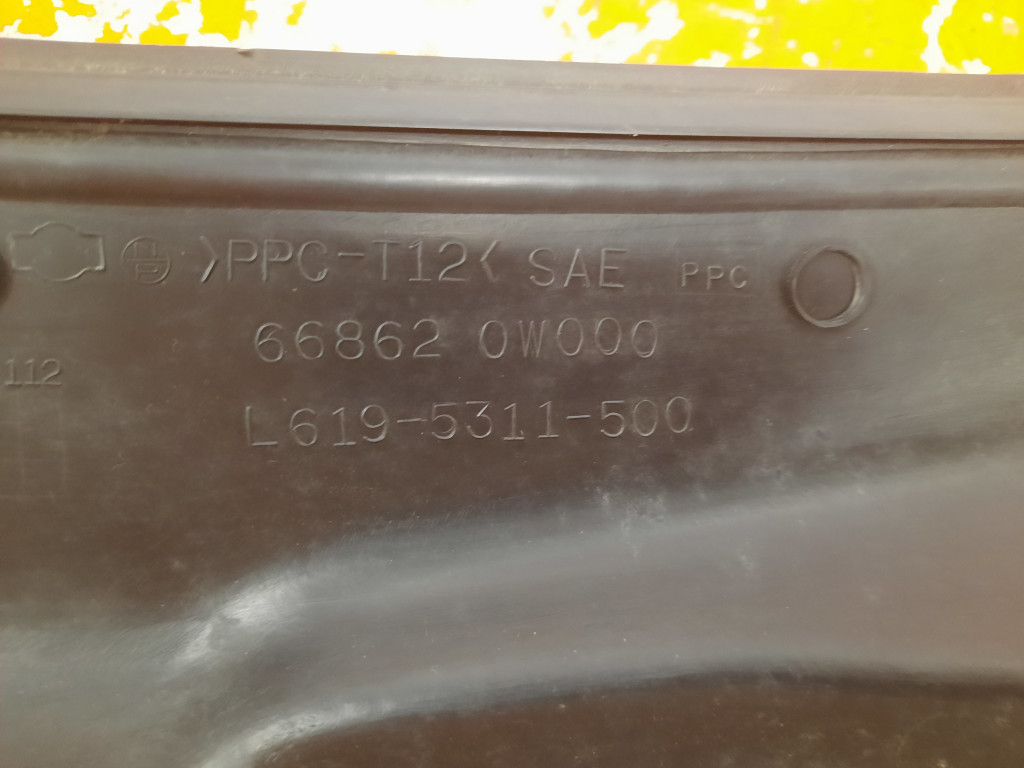 >PPC-T12< SAE PPC
66862 0W000
112
L619-5311-500